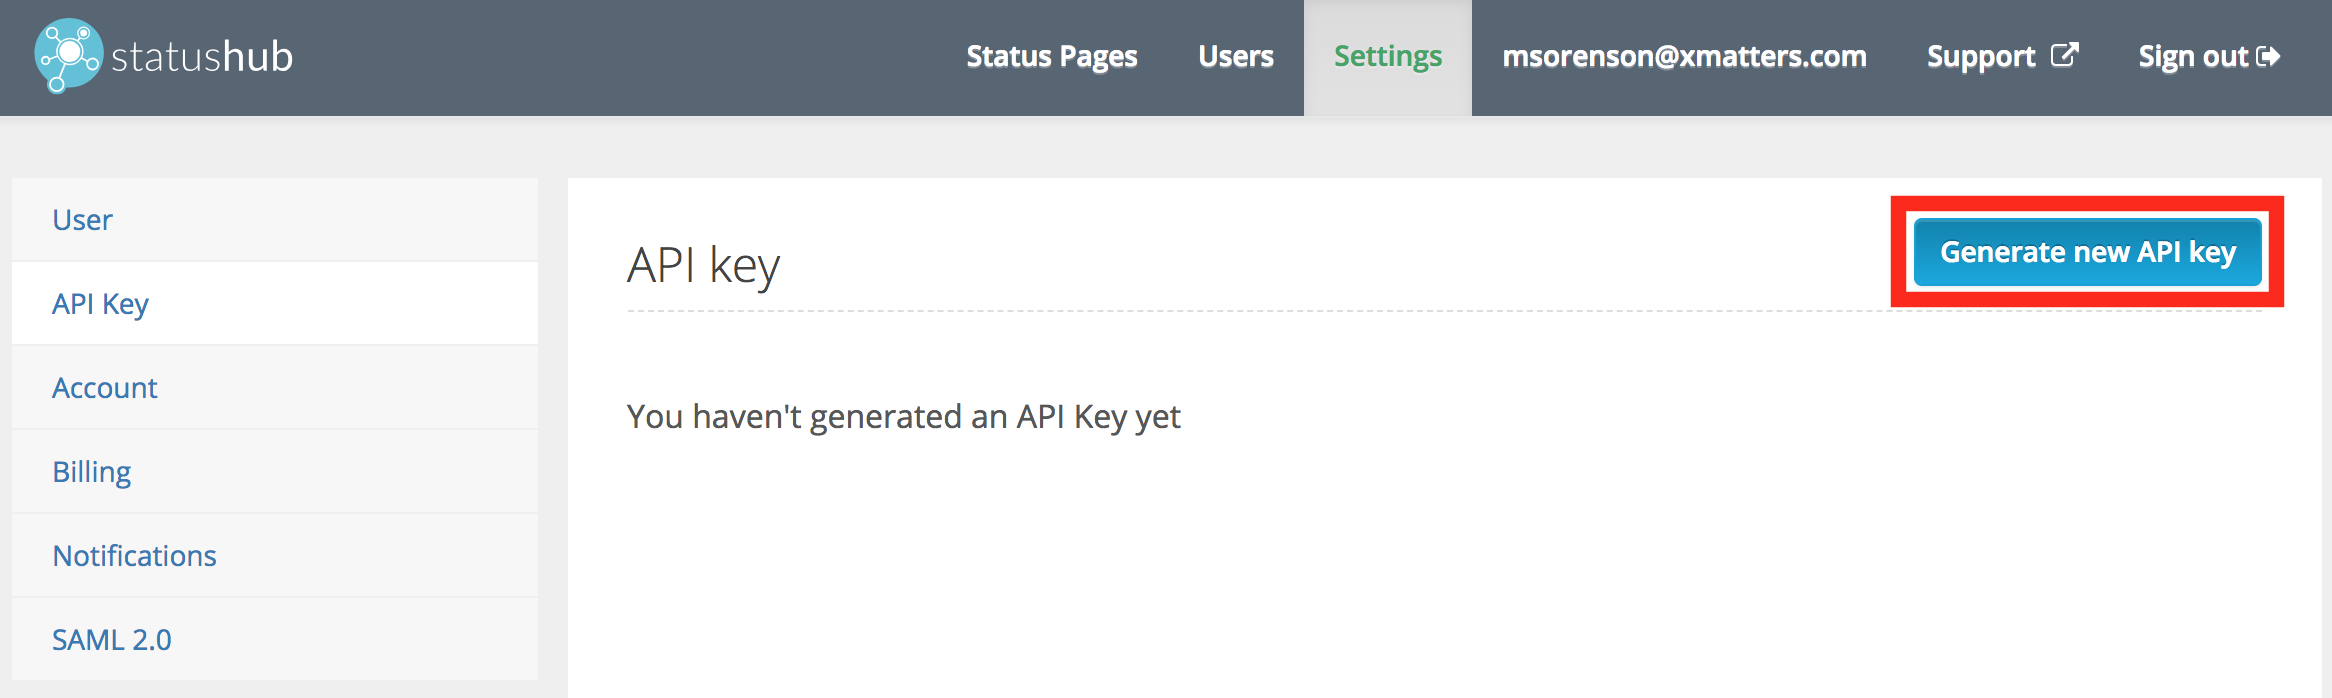 statushub
Status Pages Users Settings msorenson@xmatters.com Support Sign out
User
API Key
Account
Billing
Notifications
SAML 2.0
API key
Generate new API key
You haven't generated an API Key yet